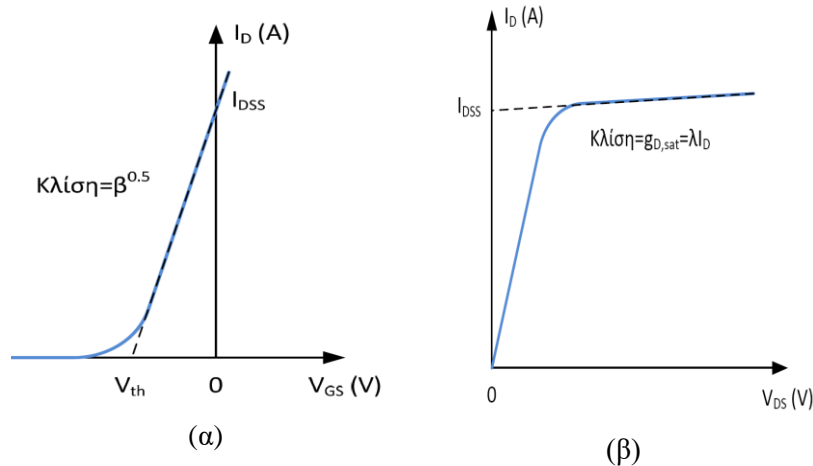 I_D (A)
I_DSS
Κλίση=β^0.5
V_th
0
V_GS (V)
(α)
I_D (A)
I_DSS
Κλίση=g_D,sat=λI_D
0
V_DS (V)
(β)